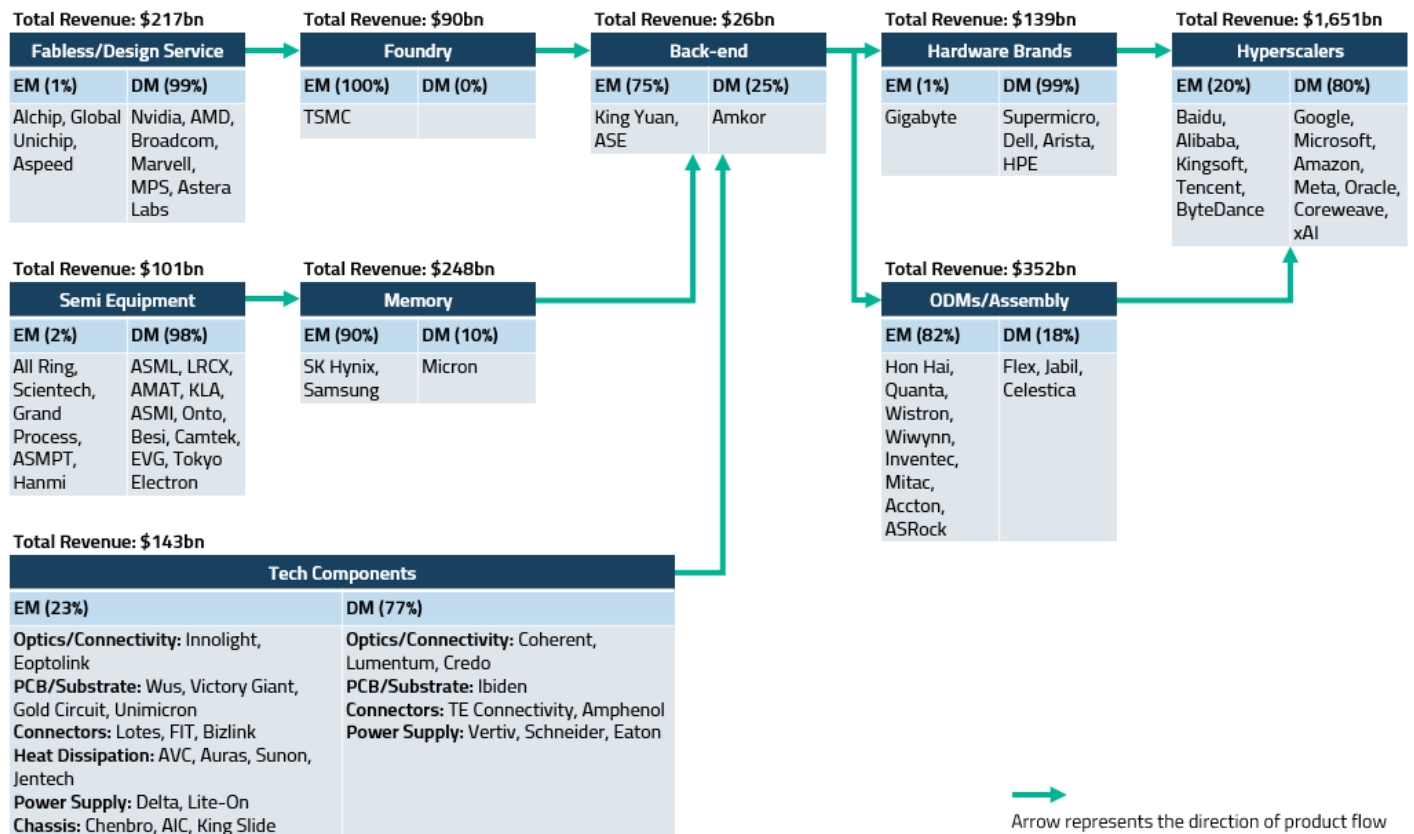 Total Revenue: $217bn
Fabless/Design Service
EM (1%)
DM (99%)
Alchip, Global
Unichip,
Aspeed
Nvidia, AMD,
Broadcom,
Marvell,
MPS, Astera
Labs
Total Revenue: $90bn
Foundry
EM (100%)
DM (0%)
TSMC
Total Revenue: $26bn
Back-end
EM (75%)
DM (25%)
King Yuan,
ASE
Amkor
Total Revenue: $139bn
Hardware Brands
EM (1%)
DM (99%)
Gigabyte
Supermicro,
Dell, Arista,
HPE
Total Revenue: $1,651bn
Hyperscalers
EM (20%)
DM (80%)
Baidu,
Alibaba,
Kingsoft,
Tencent,
ByteDance
Google,
Microsoft,
Amazon,
Meta, Oracle,
Coreweave,
xAI
Total Revenue: $101bn
Semi Equipment
EM (2%)
DM (98%)
All Ring,
Scientech,
Grand
Process,
ASMPT,
Hanmi
ASML, LRCX,
AMAT, KLA,
ASMI, Onto,
Besi, Camtek,
EVG, Tokyo
Electron
Total Revenue: $248bn
Memory
EM (90%)
DM (10%)
SK Hynix,
Samsung
Micron
Total Revenue: $352bn
ODMs/Assembly
EM (82%)
DM (18%)
Hon Hai,
Quanta,
Wistron,
Wiwynn,
Inventec,
Mitac,
Accton,
ASRock
Flex, Jabil,
Celestica
Total Revenue: $143bn
Tech Components
EM (23%)
DM (77%)
Optics/Connectivity: Innolight,
Eoptolink
PCB/Substrate: Wus, Victory Giant,
Gold Circuit, Unimicron
Connectors: Lotes, FIT, Bizlink
Heat Dissipation: AVC, Auras, Sunon,
Jentech
Power Supply: Delta, Lite-On
Chassis: Chenbro, AIC, King Slide
Optics/Connectivity: Coherent,
Lumentum, Credo
PCB/Substrate: Ibiden
Connectors: TE Connectivity, Amphenol
Power Supply: Vertiv, Schneider, Eaton
Arrow represents the direction of product flow